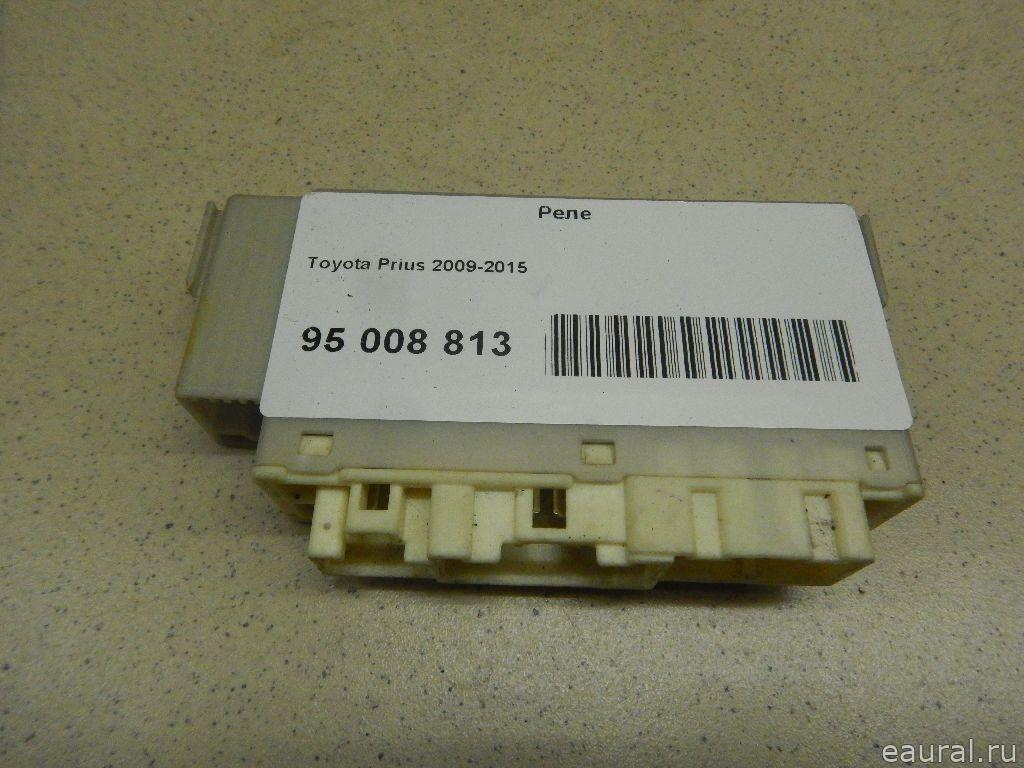 Реле
Toyota Prius 2009-2015
95 008 813
eaural.ru